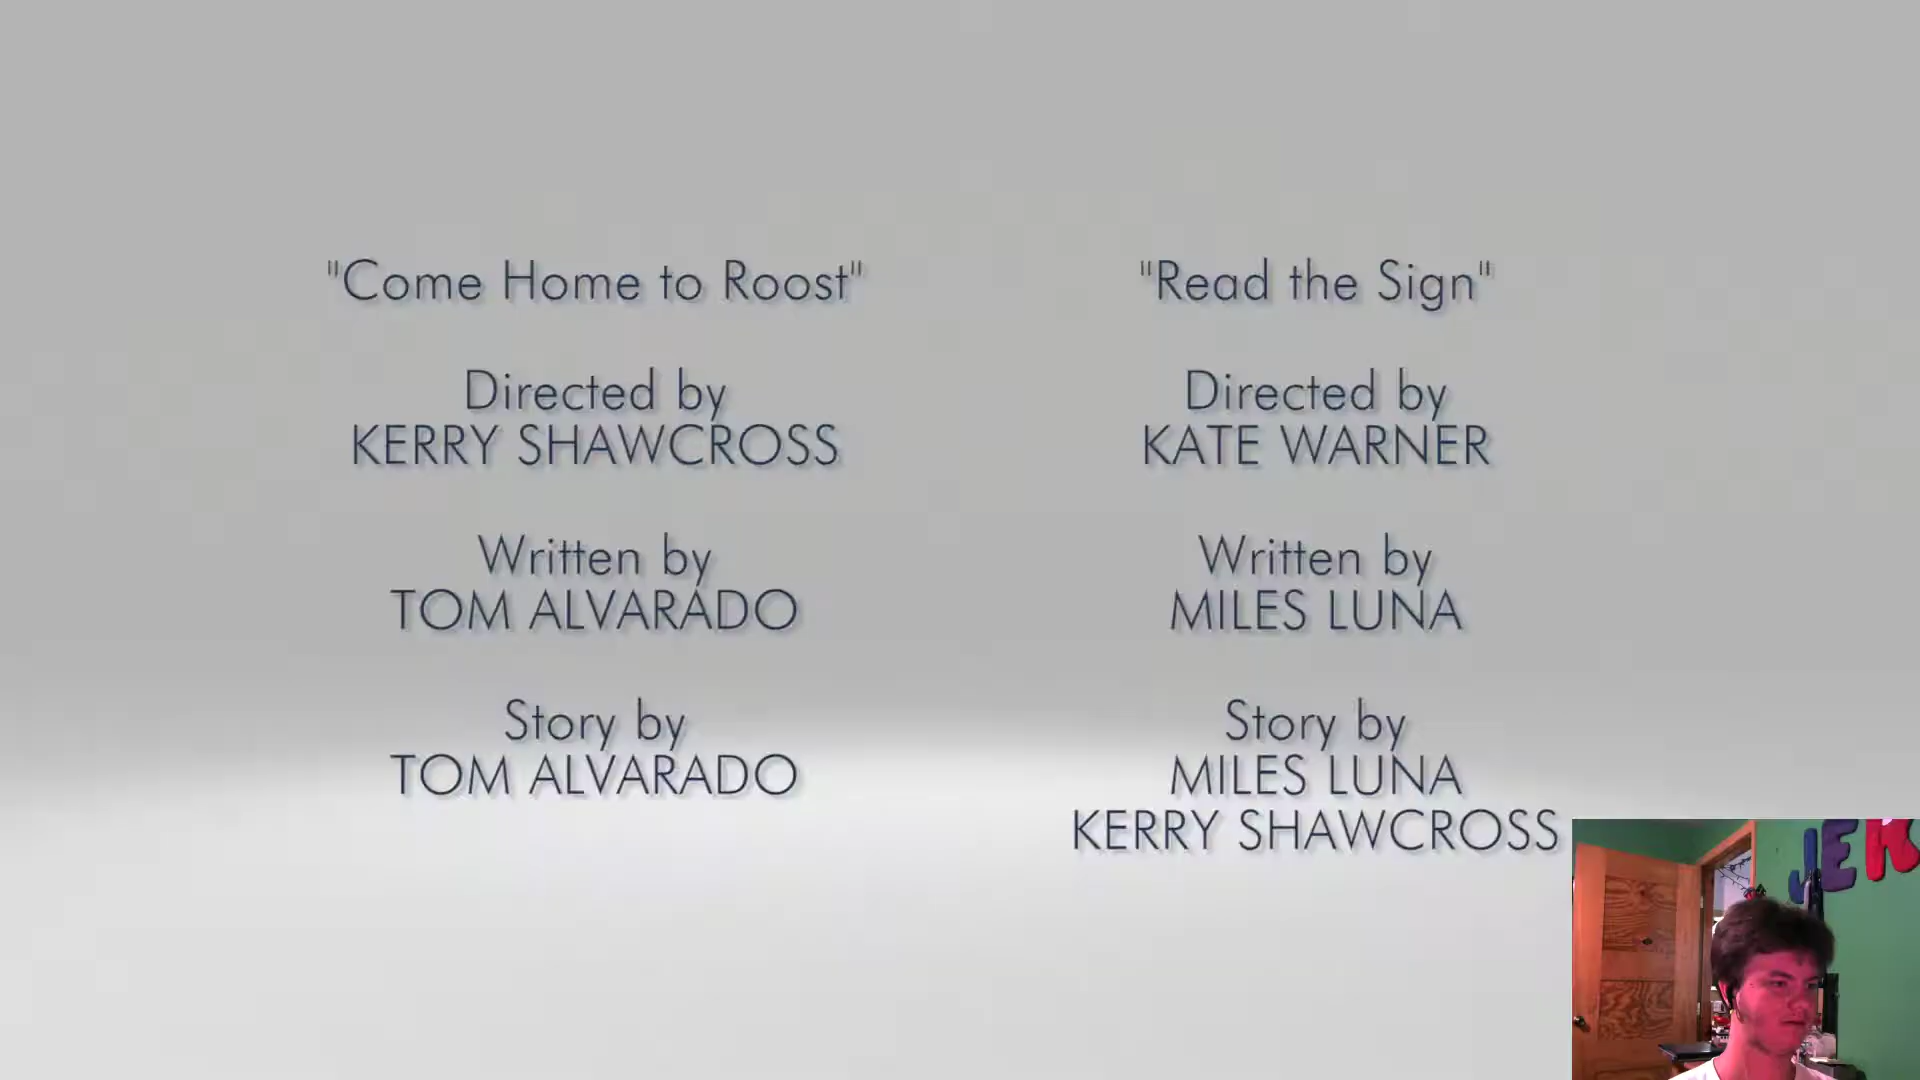 "Come Home to Roost"
Directed by
KERRY SHAWCROSS
Written by
TOM ALVARADO
Story by
TOM ALVARADO
"Read the Sign"
Directed by
KATE WARNER
Written by
MILES LUNA
Story by
MILES LUNA
KERRY SHAWCROSS
JER